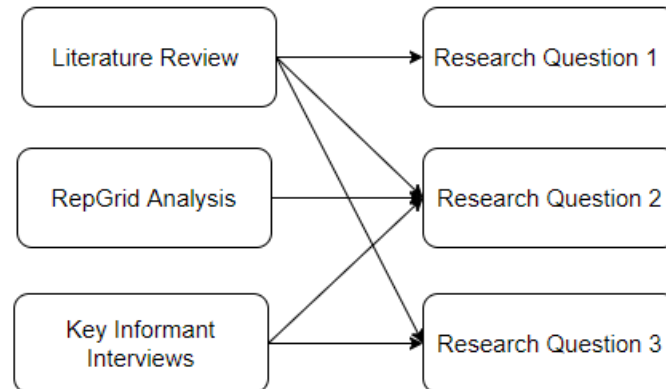 Literature Review
Research Question 1
RepGrid Analysis
Research Question 2
Key Informant
Interviews
Research Question 3